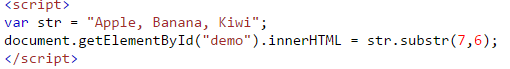 <script>
var str = "Apple, Banana, Kiwi";
document.getElementById("demo").innerHTML = str.substr(7,6);
</script>